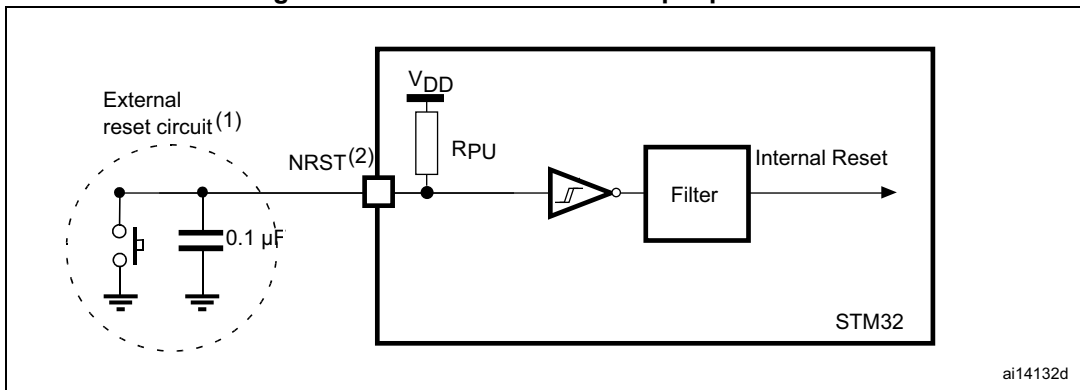 External
reset circuit(1)
VDD
RPU
NRST(2)
Internal Reset
Filter
0.1 µF
STM32
ai14132d